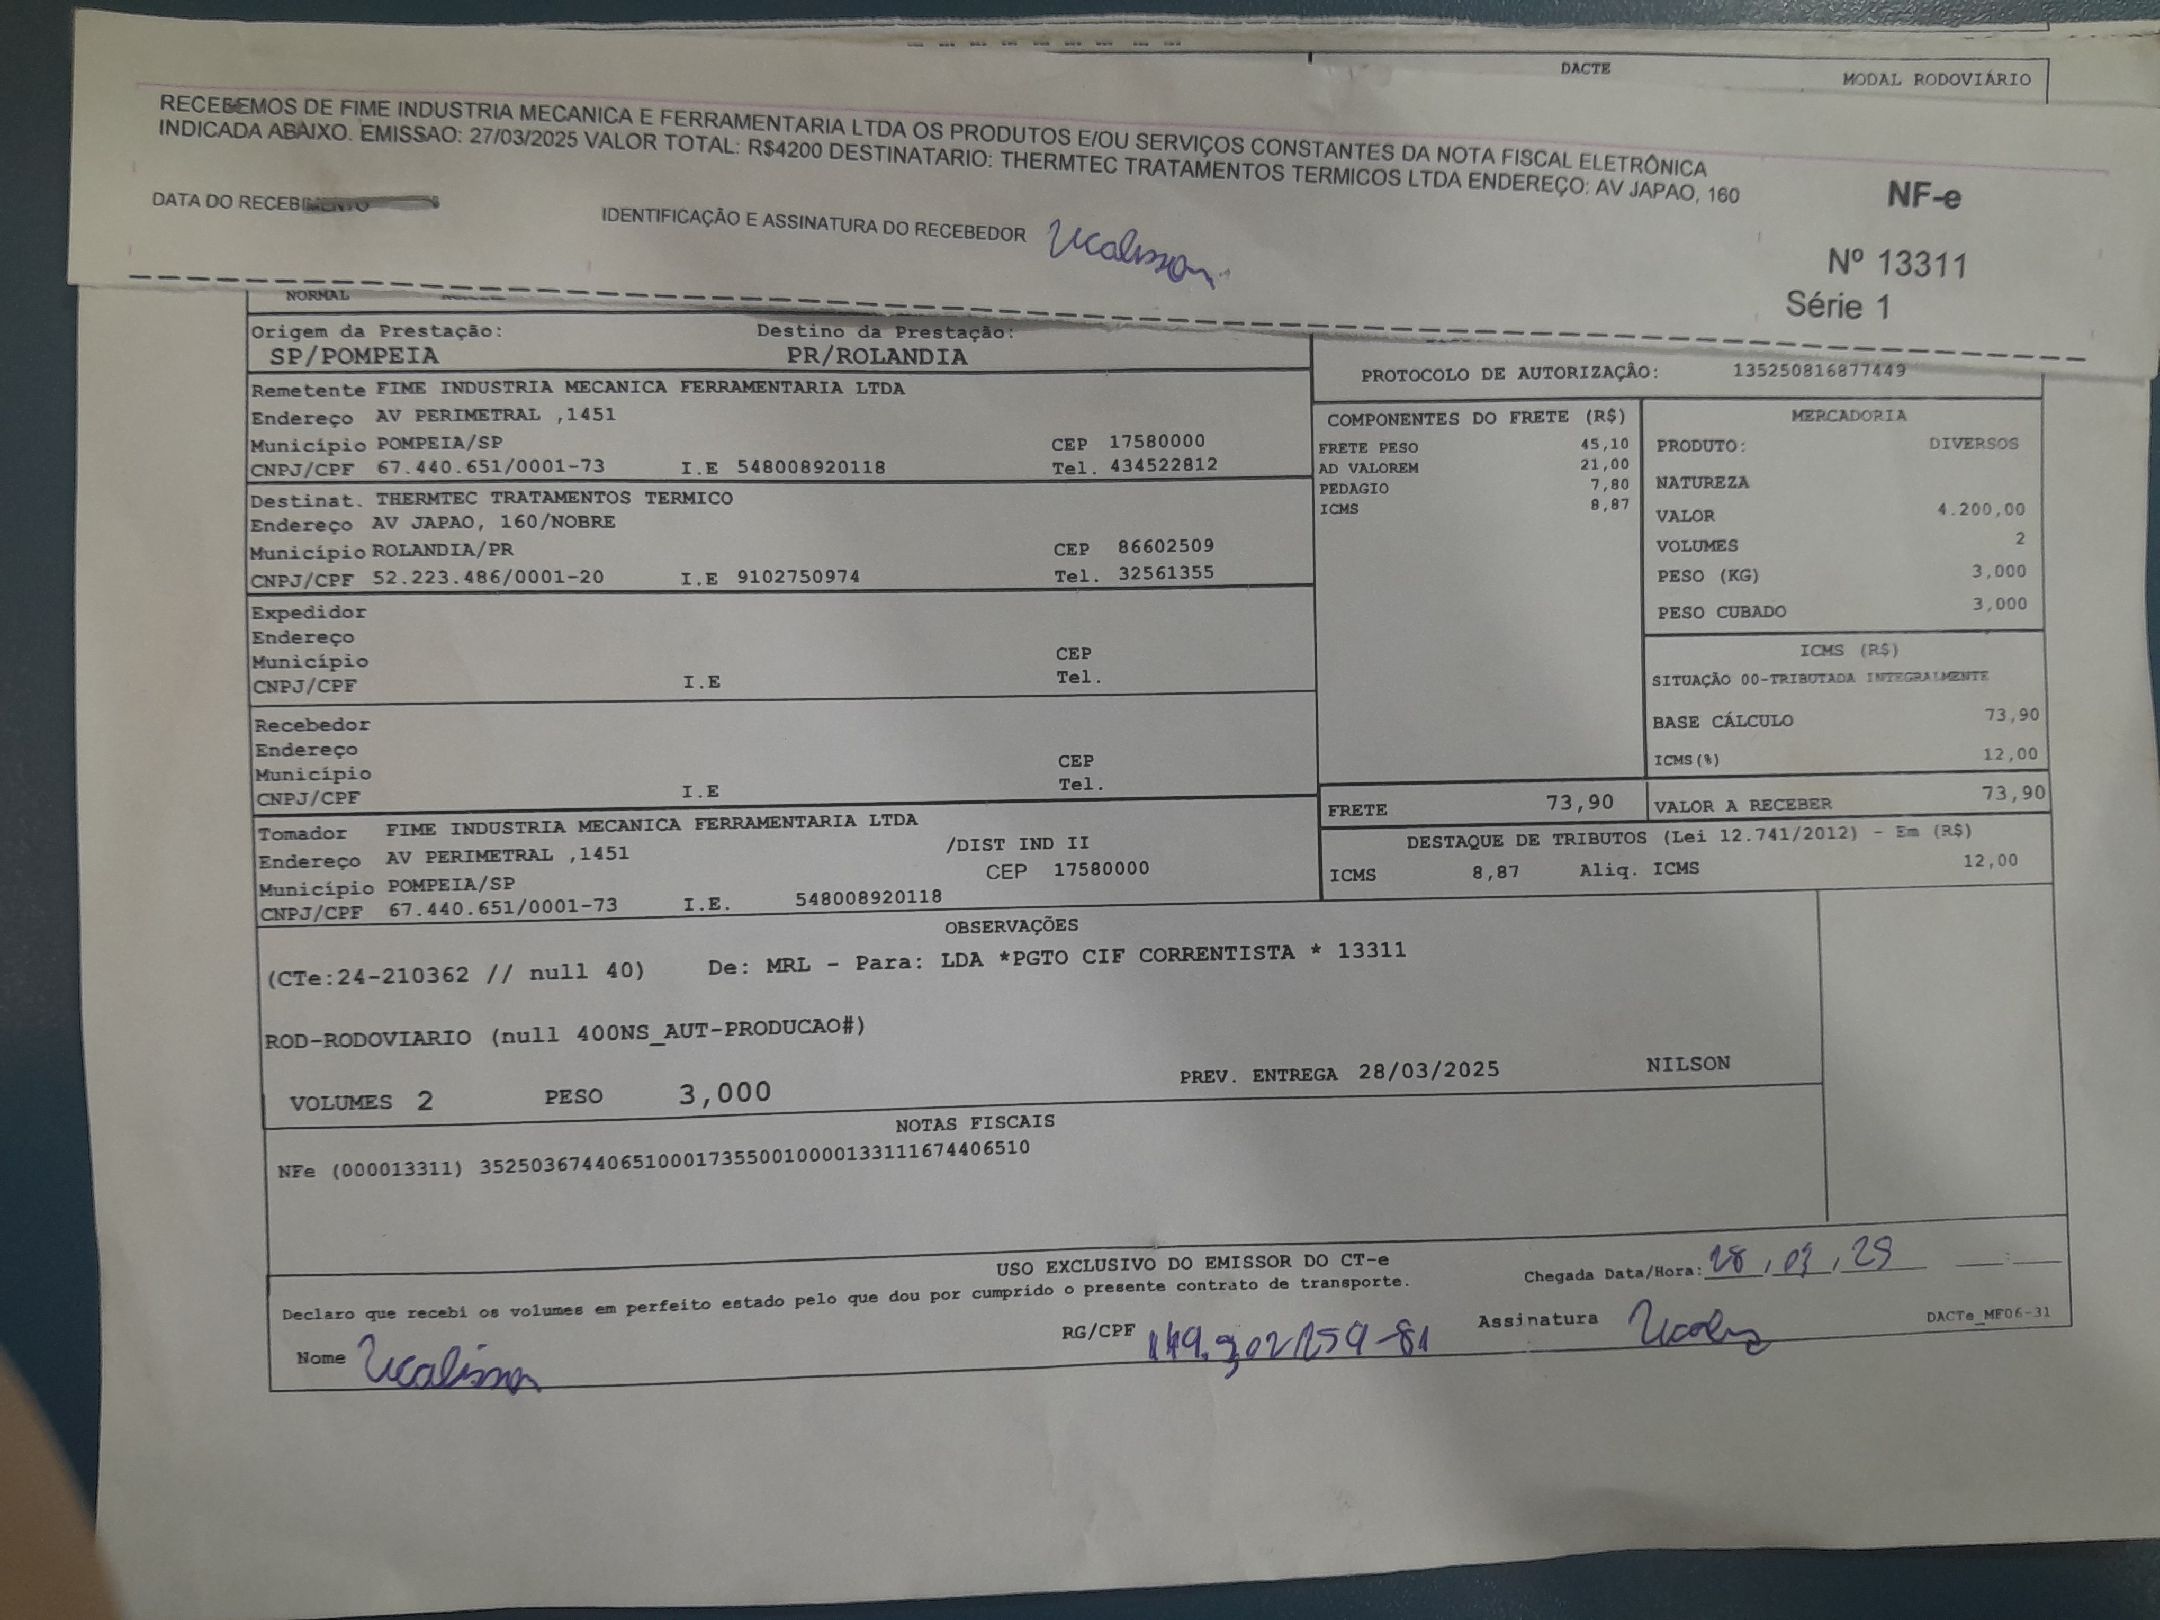 DACTE
MODAL RODOVIÁRIO
RECEBEMOS DE FIME INDUSTRIA MECANICA E FERRAMENTARIA LTDA OS PRODUTOS E/OU SERVIÇOS CONSTANTES DA NOTA FISCAL ELETRÔNICA
INDICADA ABAIXO. EMISSAO: 27/03/2025 VALOR TOTAL: R$4200 DESTINATARIO: THERMTEC TRATAMENTOS TERMICOS LTDA ENDEREÇO: AV JAPAO, 160
NF-e
DATA DO RECEBIMENTO
IDENTIFICAÇÃO E ASSINATURA DO RECEBEDOR
Nº 13311
Série 1
NORMAL
Origem da Prestação: Destino da Prestação:
SP/POMPEIA PR/ROLANDIA
Remetente FIME INDUSTRIA MECANICA FERRAMENTARIA LTDA
Endereço AV PERIMETRAL ,1451
Município POMPEIA/SP CEP 17580000
CNPJ/CPF 67.440.651/0001-73 I.E 548008920118 Tel. 434522812
Destinat. THERMTEC TRATAMENTOS TERMICO
Endereço AV JAPAO, 160/NOBRE
Município ROLANDIA/PR CEP 86602509
CNPJ/CPF 52.223.486/0001-20 I.E 9102750974 Tel. 32561355
Expedidor
Endereço
Município CEP
CNPJ/CPF I.E Tel.
Recebedor
Endereço
Município CEP
CNPJ/CPF I.E Tel.
Tomador FIME INDUSTRIA MECANICA FERRAMENTARIA LTDA
Endereço AV PERIMETRAL ,1451 /DIST IND II
Município POMPEIA/SP CEP 17580000
CNPJ/CPF 67.440.651/0001-73 I.E. 548008920118
PROTOCOLO DE AUTORIZAÇÃO: 135250816877449
COMPONENTES DO FRETE (R$)
FRETE PESO 45,10
AD VALOREM 21,00
PEDAGIO 7,80
ICMS 8,87
MERCADORIA
PRODUTO: DIVERSOS
NATUREZA
VALOR 4.200,00
VOLUMES 2
PESO (KG) 3,000
PESO CUBADO 3,000
ICMS (R$)
SITUAÇÃO 00-TRIBUTADA INTEGRALMENTE
BASE CÁLCULO 73,90
ICMS(%) 12,00
FRETE 73,90 VALOR A RECEBER 73,90
DESTAQUE DE TRIBUTOS (Lei 12.741/2012) - Em (R$)
ICMS 8,87 Aliq. ICMS 12,00
OBSERVAÇÕES
(CTe:24-210362 // null 40) De: MRL - Para: LDA *PGTO CIF CORRENTISTA * 13311
ROD-RODOVIARIO (null 400NS_AUT-PRODUCAO#)
VOLUMES 2 PESO 3,000 PREV. ENTREGA 28/03/2025 NILSON
NOTAS FISCAIS
NFe (000013311) 35250367440651000173550010000133111674406510
USO EXCLUSIVO DO EMISSOR DO CT-e
Declaro que recebi os volumes em perfeito estado pelo que dou por cumprido o presente contrato de transporte.
Chegada Data/Hora: 28,03,25
Nome
RG/CPF
Assinatura
DACTe_MF06-31